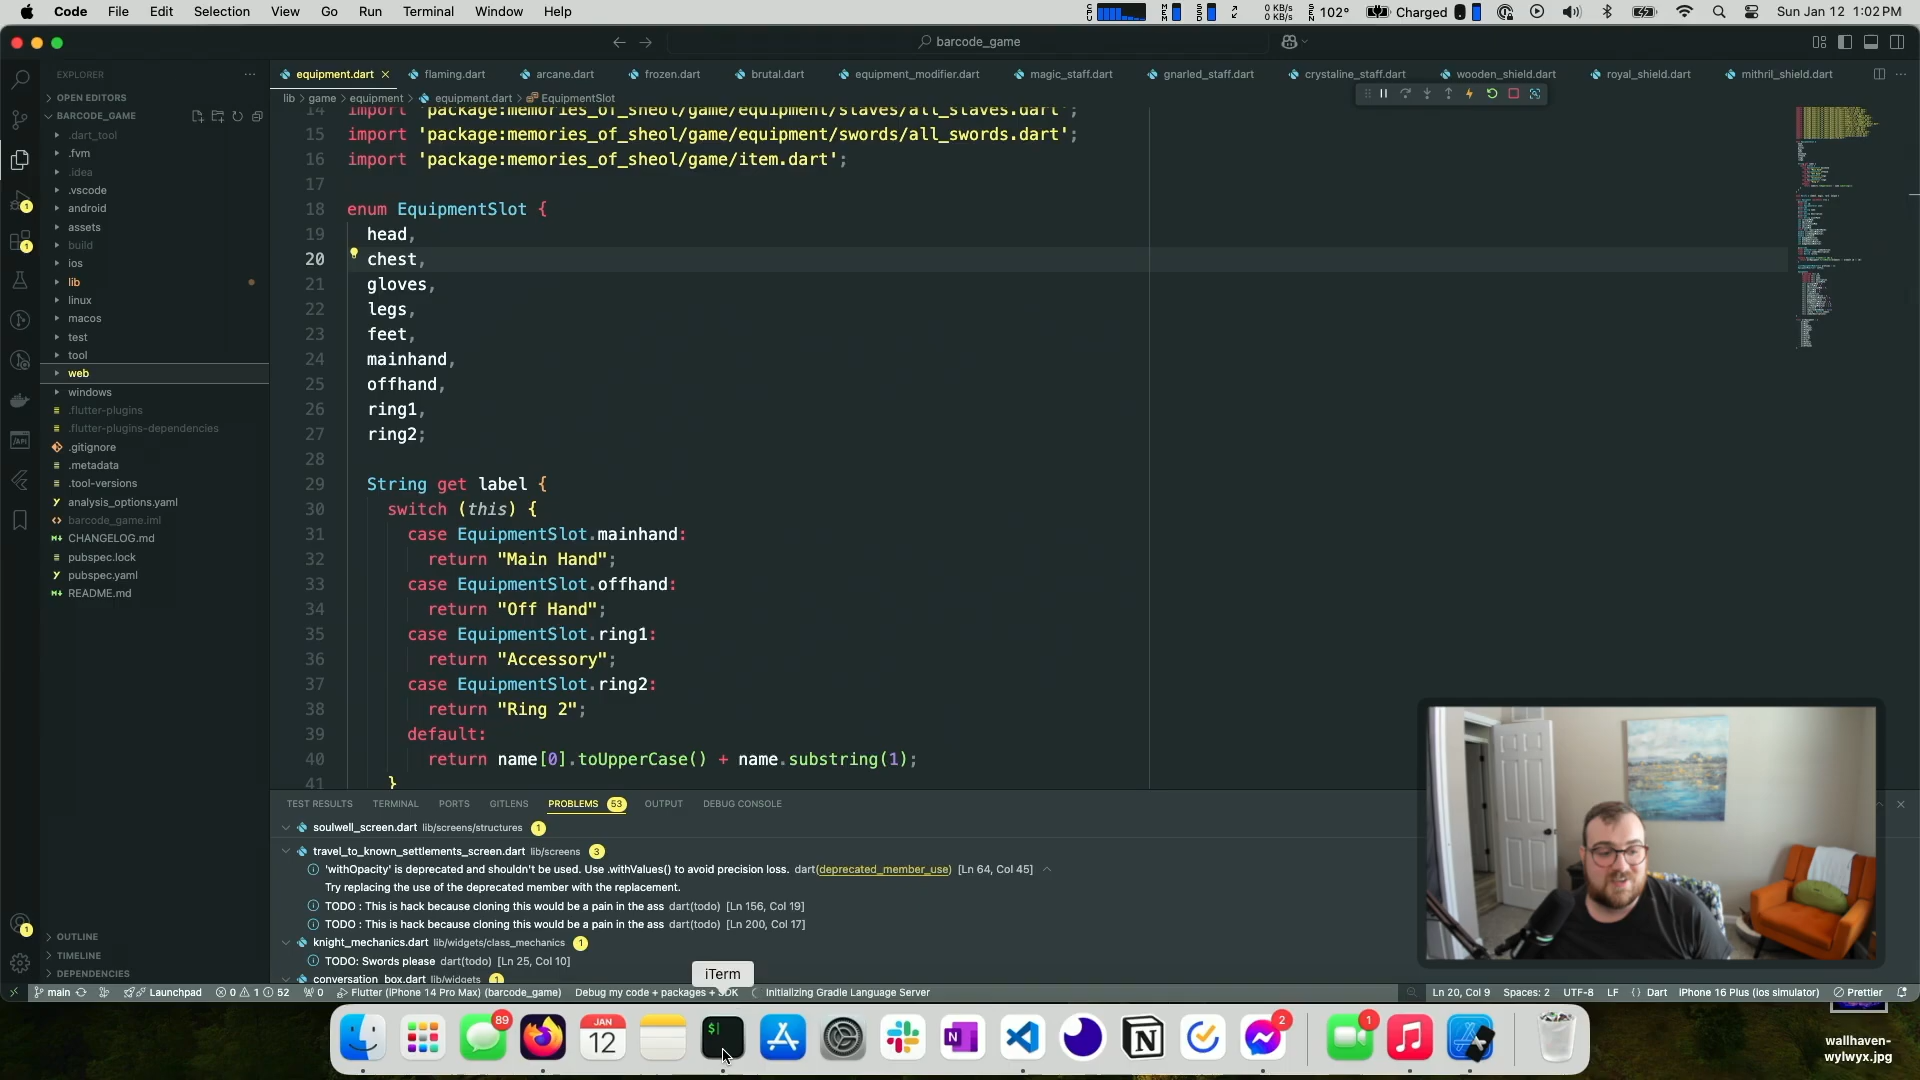 Code File Edit Selection View Go Run Terminal Window Help
0 KB/s
0 KB/s
102° Charged Sun Jan 12 1:02 PM
barcode_game
EXPLORER
equipment.dart flaming.dart arcane.dart frozen.dart brutal.dart equipment_modifier.dart magic_staff.dart gnarled_staff.dart crystaline_staff.dart wooden_shield.dart royal_shield.dart mithril_shield.dart
lib > game > equipment > equipment.dart > EquipmentSlot
OPEN EDITORS
BARCODE_GAME
.dart_tool
.fvm
.idea
.vscode
android
assets
build
ios
lib
linux
macos
test
tool
web
windows
.flutter-plugins
.flutter-plugins-dependencies
.gitignore
.metadata
.tool-versions
analysis_options.yaml
barcode_game.iml
CHANGELOG.md
pubspec.lock
pubspec.yaml
README.md
OUTLINE
TIMELINE
DEPENDENCIES
14 import 'package:memories_of_sheol/game/equipment/staves/all_staves.dart';
15 import 'package:memories_of_sheol/game/equipment/swords/all_swords.dart';
16 import 'package:memories_of_sheol/game/item.dart';
17
18 enum EquipmentSlot {
19 head,
20 chest,
21 gloves,
22 legs,
23 feet,
24 mainhand,
25 offhand,
26 ring1,
27 ring2;
28
29 String get label {
30 switch (this) {
31 case EquipmentSlot.mainhand:
32 return "Main Hand";
33 case EquipmentSlot.offhand:
34 return "Off Hand";
35 case EquipmentSlot.ring1:
36 return "Accessory";
37 case EquipmentSlot.ring2:
38 return "Ring 2";
39 default:
40 return name[0].toUpperCase() + name.substring(1);
41 }
TEST RESULTS TERMINAL PORTS GITLENS PROBLEMS 53 OUTPUT DEBUG CONSOLE
soulwell_screen.dart lib/screens/structures 1
travel_to_known_settlements_screen.dart lib/screens 3
'withOpacity' is deprecated and shouldn't be used. Use .withValues() to avoid precision loss. dart(deprecated_member_use) [Ln 64, Col 45]
Try replacing the use of the deprecated member with the replacement.
TODO : This is hack because cloning this would be a pain in the ass dart(todo) [Ln 156, Col 19]
TODO : This is hack because cloning this would be a pain in the ass dart(todo) [Ln 200, Col 17]
knight_mechanics.dart lib/widgets/class_mechanics 1
TODO: Swords please dart(todo) [Ln 25, Col 10]
conversation_box.dart lib/widgets 1
iTerm
main Launchpad 0 1 52 0 Flutter (iPhone 14 Pro Max) (barcode_game) Debug my code + packages + SDK Initializing Gradle Language Server Ln 20, Col 9 Spaces: 2 UTF-8 LF {} Dart iPhone 16 Plus (ios simulator) Prettier
89
JAN
12
2
1
wallhaven-
wylwyx.jpg